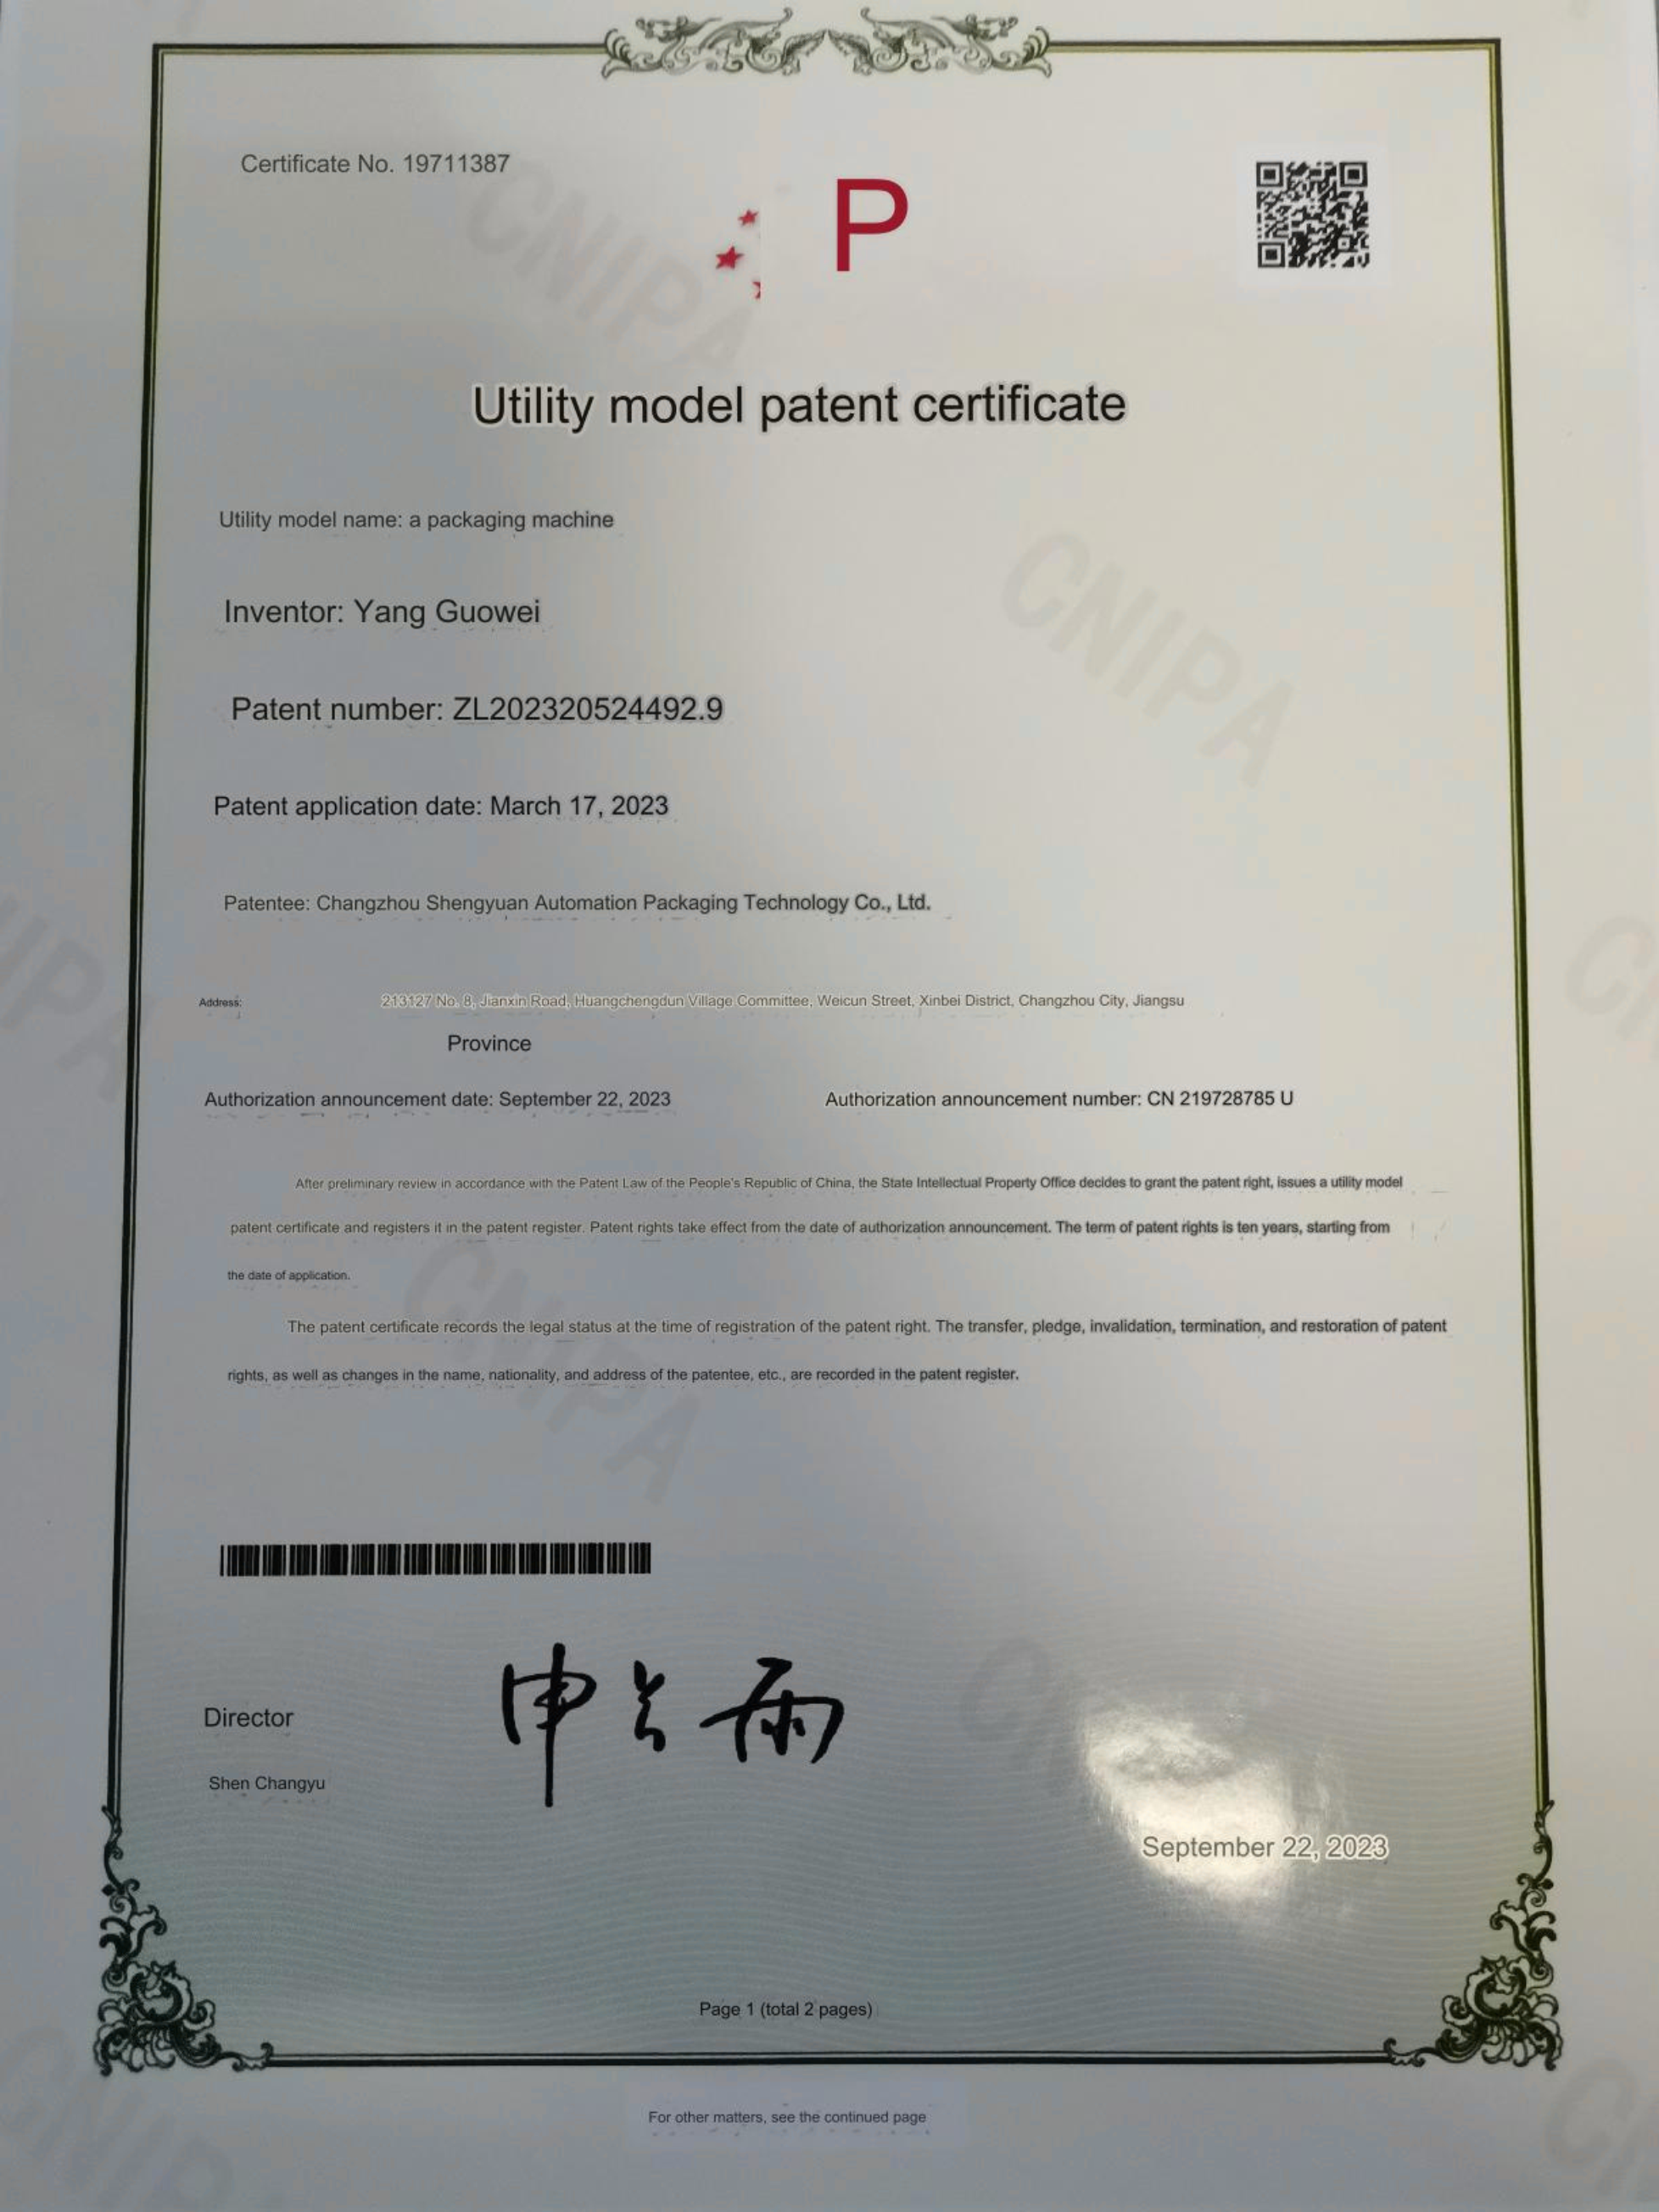 Certificate No. 19711387
P
Utility model patent certificate
Utility model name: a packaging machine
Inventor: Yang Guowei
Patent number: ZL202320524492.9
Patent application date: March 17, 2023
Patentee: Changzhou Shengyuan Automation Packaging Technology Co., Ltd.
Address: 213127 No. 8, Jianxin Road, Huangchengdun Village Committee, Weicun Street, Xinbei District, Changzhou City, Jiangsu
Province
Authorization announcement date: September 22, 2023 Authorization announcement number: CN 219728785 U
After preliminary review in accordance with the Patent Law of the People's Republic of China, the State Intellectual Property Office decides to grant the patent right, issues a utility model
patent certificate and registers it in the patent register. Patent rights take effect from the date of authorization announcement. The term of patent rights is ten years, starting from
the date of application.
The patent certificate records the legal status at the time of registration of the patent right. The transfer, pledge, invalidation, termination, and restoration of patent
rights, as well as changes in the name, nationality, and address of the patentee, etc., are recorded in the patent register.
Director
申长雨
Shen Changyu
September 22, 2023
Page 1 (total 2 pages)
For other matters, see the continued page
CNIPA
CNIPA
CNIPA